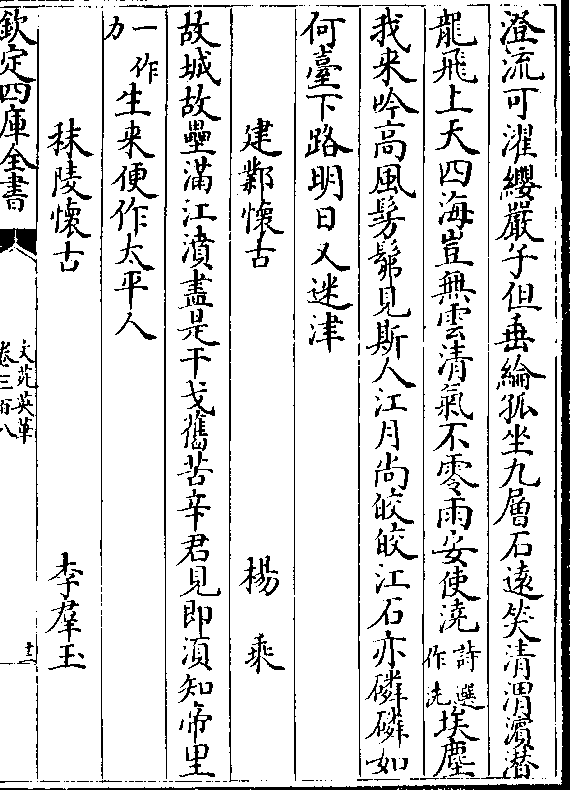 澄流可濯纓嚴子但垂綸孤坐九層石遠笑清渭濱潛
龍飛上天四海豈無雲清氣不零雨安使澆詩選作洗埃塵
我来吟高風髣髴見斯人江月尚皎皎江石亦磷磷如
何臺下路明日又迷津
建鄴懷古 楊乘
故城故壘滿江濆盡是干戈舊苦辛君見即湏知帝里
一作力生来便作太平人
秣陵懷古 李羣玉
欽定四庫全書
文苑英華
卷三百八
十二